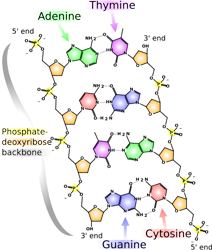 Thymine
Adenine
5' end
3' end
Phosphate-
deoxyribose
backbone
3' end
Cytosine
Guanine
5' end